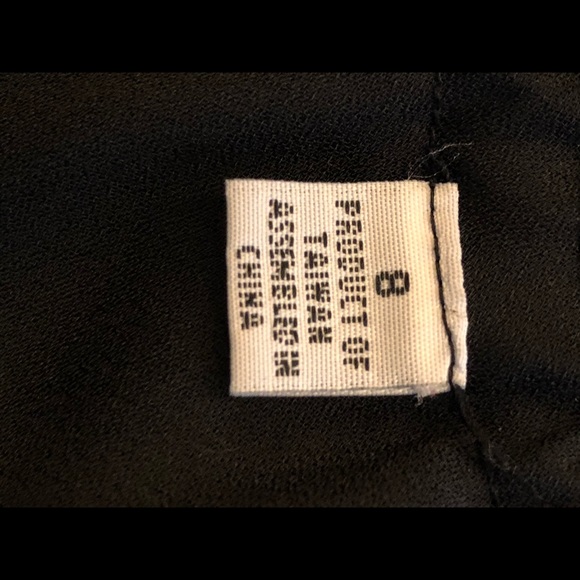 8
PRODUCT OF
TAIWAN
ASSEMBLED IN
CHINA